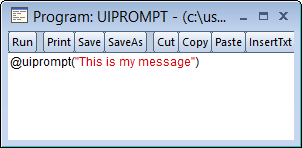 Program: UIPROMPT - (c:\us...
Run Print Save SaveAs Cut Copy Paste InsertTxt
@uiprompt("This is my message")